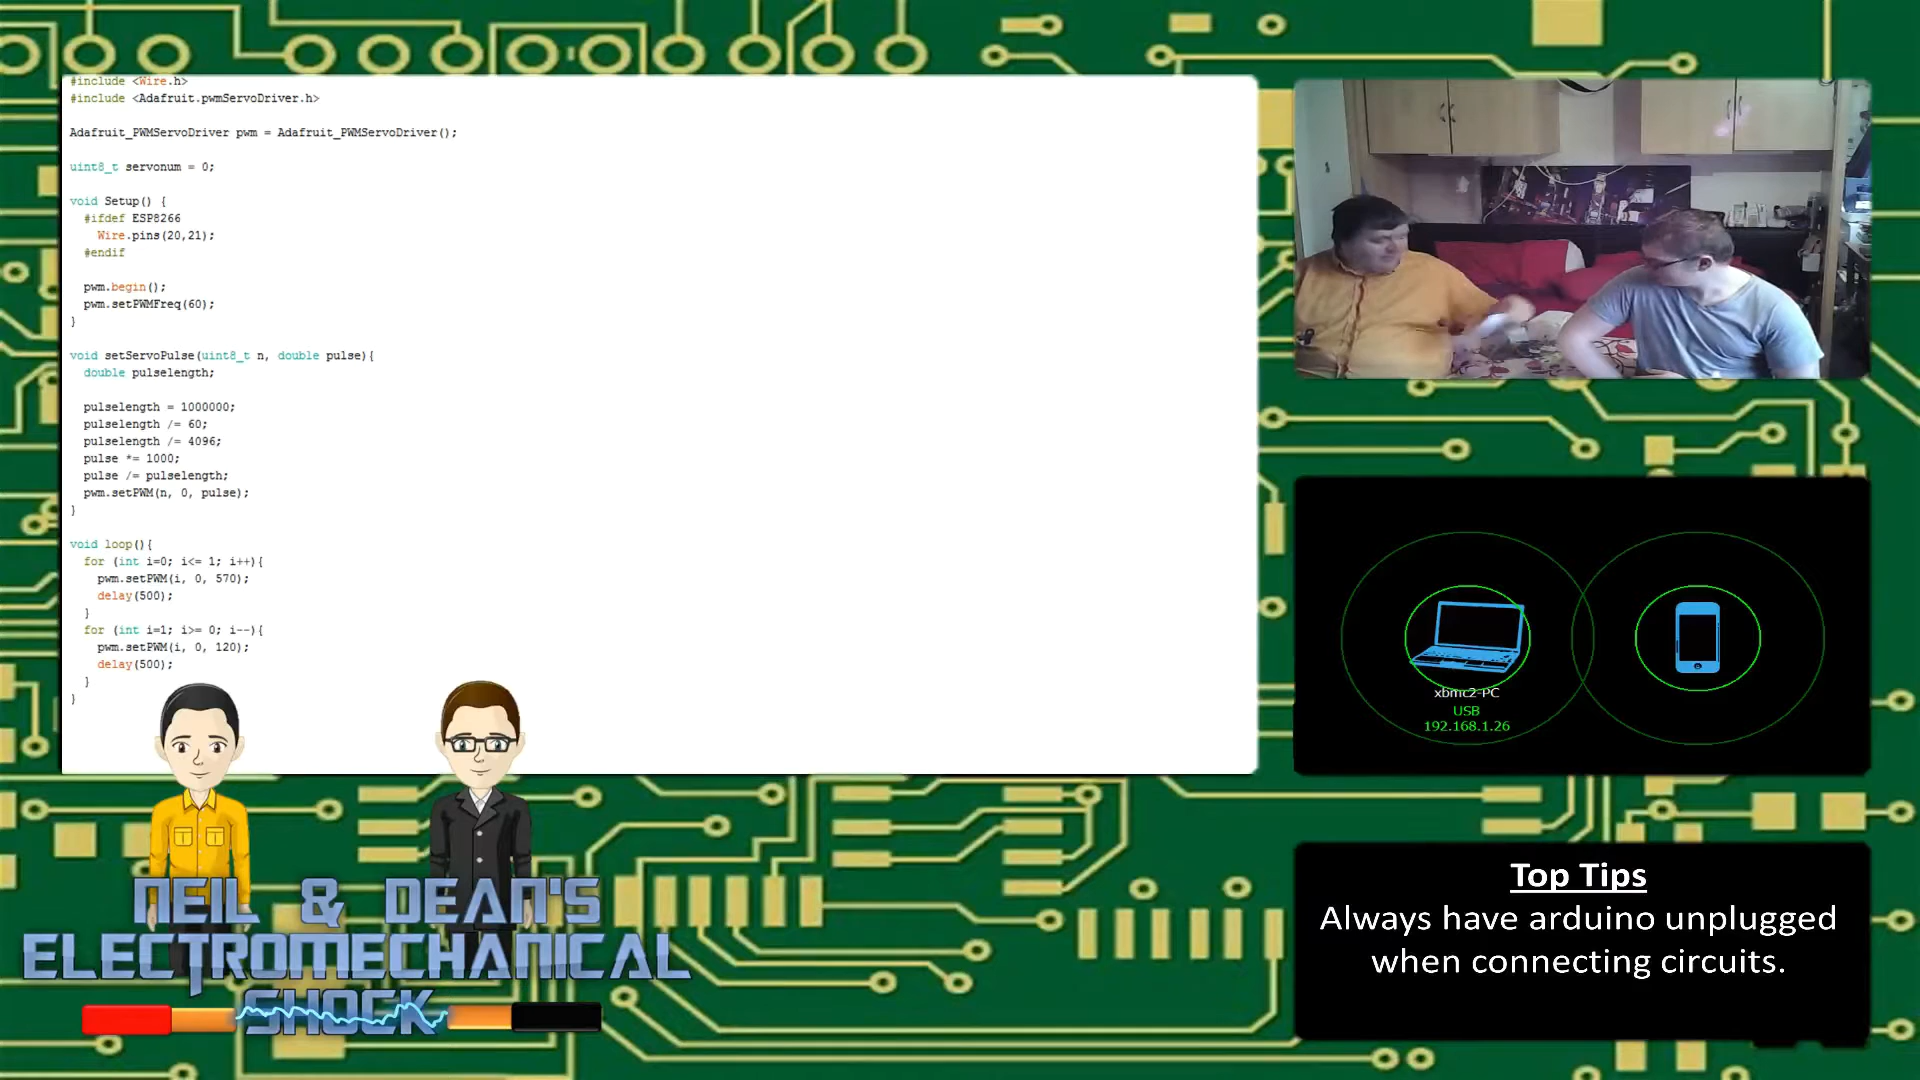 #include <Wire.h>
#include <Adafruit.pwmServoDriver.h>
Adafruit_PWMServoDriver pwm = Adafruit_PWMServoDriver();
uint8_t servonum = 0;
void Setup() {
#ifdef ESP8266
Wire.pins(20,21);
#endif
pwm.begin();
pwm.setPWMFreq(60);
}
void setServoPulse(uint8_t n, double pulse){
double pulselength;
pulselength = 1000000;
pulselength /= 60;
pulselength /= 4096;
pulse *= 1000;
pulse /= pulselength;
pwm.setPWM(n, 0, pulse);
}
void loop(){
for (int i=0; i<= 1; i++){
pwm.setPWM(i, 0, 570);
delay(500);
}
for (int i=1; i>= 0; i--){
pwm.setPWM(i, 0, 120);
delay(500);
}
}
xbmc2-PC
USB
192.168.1.26
Top Tips
Always have arduino unplugged
when connecting circuits.
NEIL & DEAN'S
ELECTROMECHANICAL
SHOCK